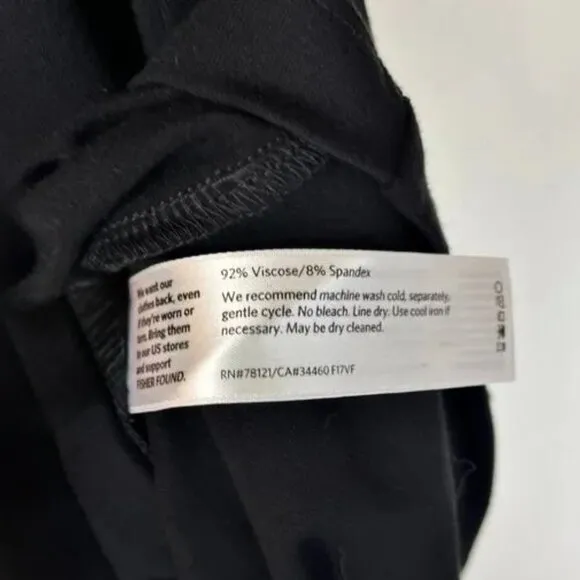 We want our
clothes back, even
if they're worn or
torn. Bring them
to our US stores
and support
FISHER FOUND.
92% Viscose/8% Spandex
We recommend machine wash cold, separately,
gentle cycle. No bleach. Line dry. Use cool iron if
necessary. May be dry cleaned.
RN#78121/CA#34460 F17VF